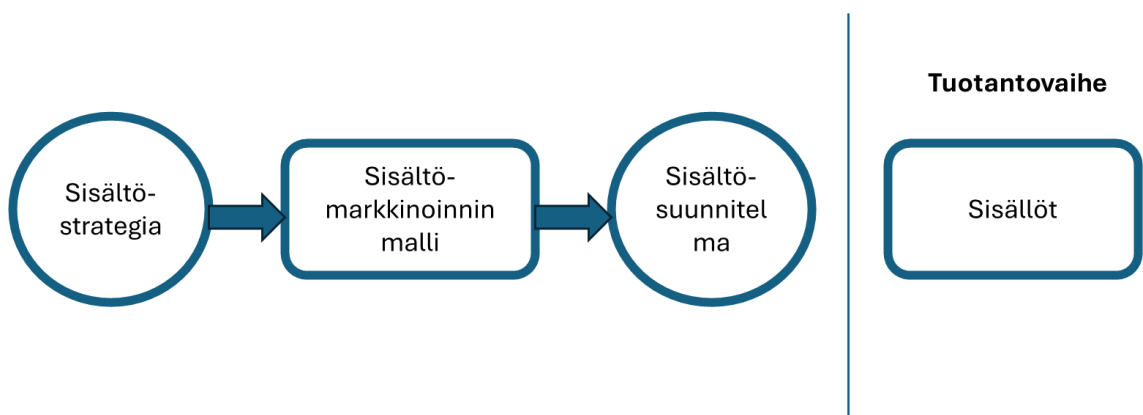 Sisältö-
strategia
Sisältö-
markkinoinnin
malli
Sisältö-
suunnitel
ma
Tuotantovaihe
Sisällöt